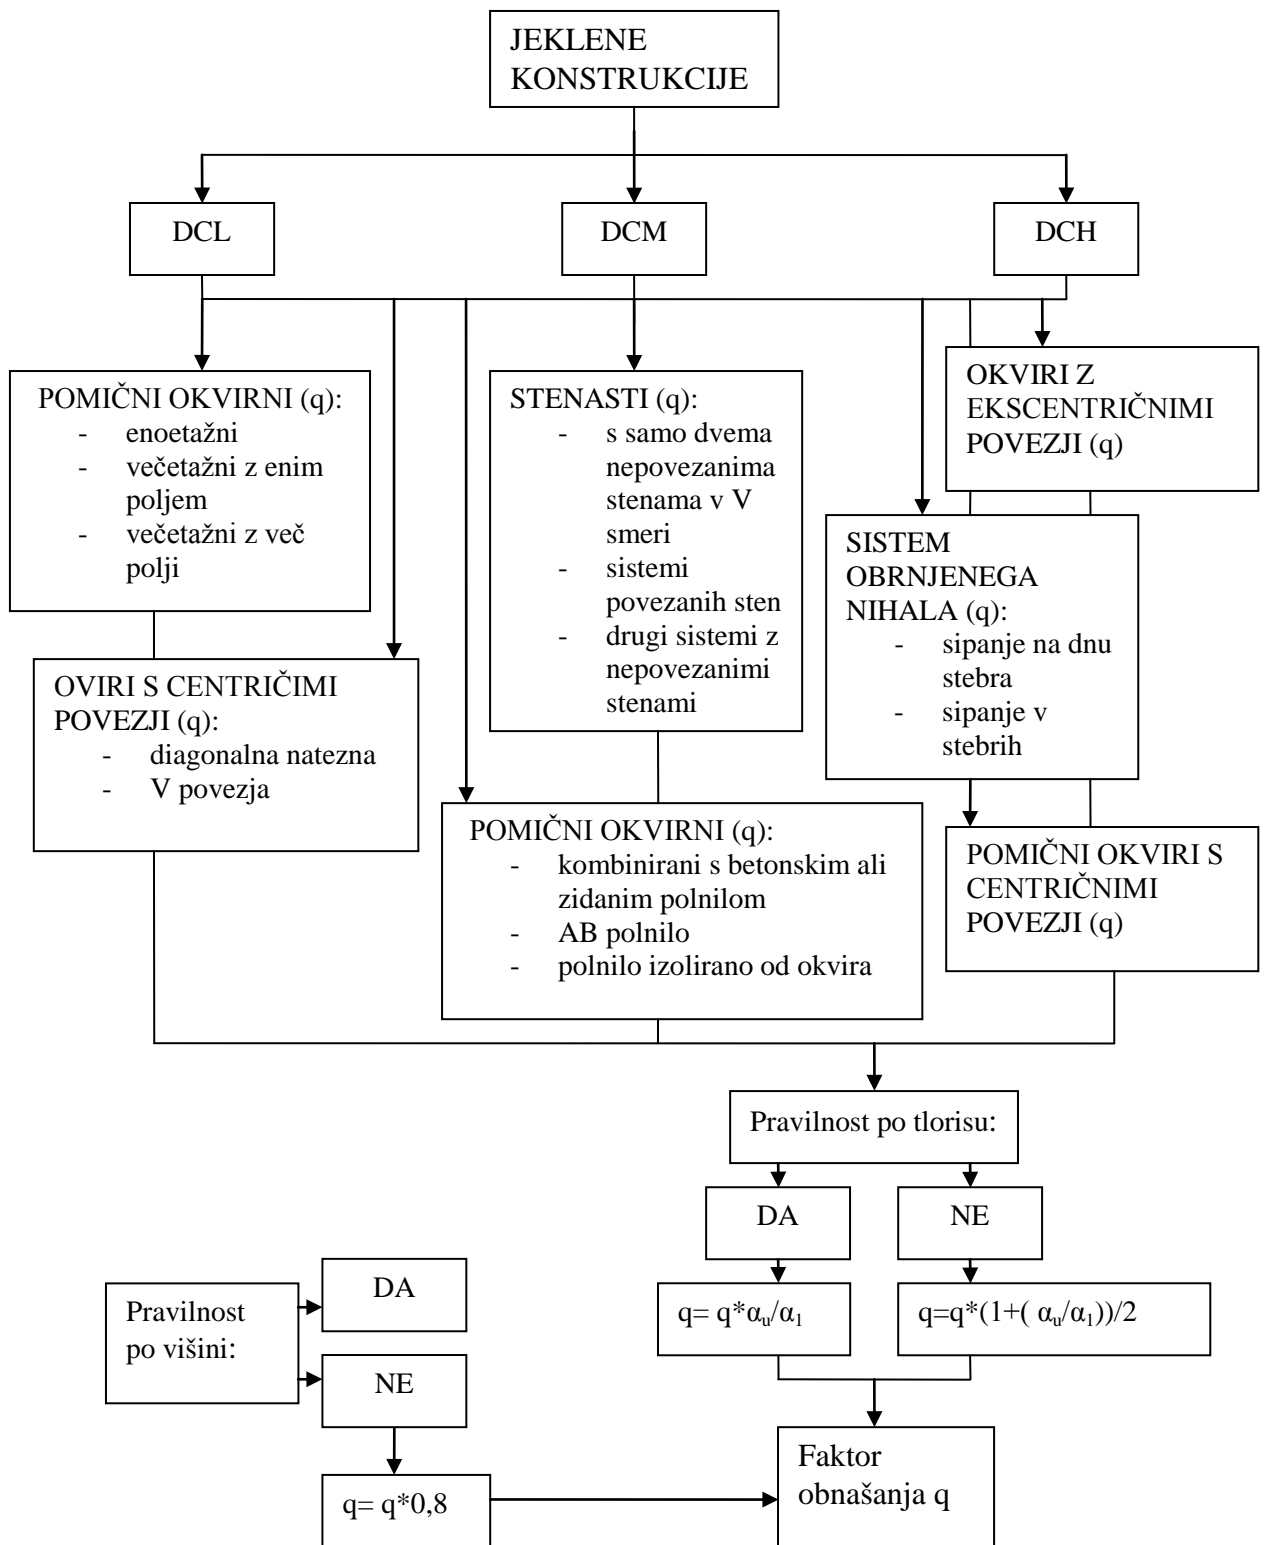 JEKLENE
KONSTRUKCIJE
DCL
DCM
DCH
POMIČNI OKVIRNI (q):
- enoetažni
- večetažni z enim
poljem
- večetažni z več
polji
STENASTI (q):
- s samo dvema
nepovezanima
stenama v V
smeri
- sistemi
povezanih sten
- drugi sistemi z
nepovezanimi
stenami
OKVIRI Z
EKSCENTRIČNIMI
POVEZJI (q)
SISTEM
OBRNJENEGA
NIHALA (q):
- sipanje na dnu
stebra
- sipanje v
stebrih
OVIRI S CENTRIČIMI
POVEZJI (q):
- diagonalna natezna
- V povezja
POMIČNI OKVIRNI (q):
- kombinirani s betonskim ali
zidanim polnilom
- AB polnilo
- polnilo izolirano od okvira
POMIČNI OKVIRI S
CENTRIČNIMI
POVEZJI (q)
Pravilnost po tlorisu:
DA
NE
q= q*αu/α1
q=q*(1+( αu/α1))/2
Pravilnost
po višini:
DA
NE
q= q*0,8
Faktor
obnašanja q